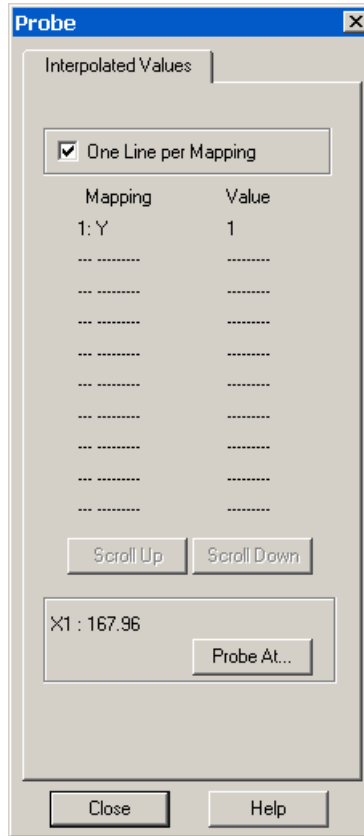 Probe
Interpolated Values
One Line per Mapping
Mapping Value
1: Y 1
--- --------- ---------
--- --------- ---------
--- --------- ---------
--- --------- ---------
--- --------- ---------
--- --------- ---------
--- --------- ---------
--- --------- ---------
--- --------- ---------
Scroll Up Scroll Down
X1 : 167.96
Probe At...
Close Help